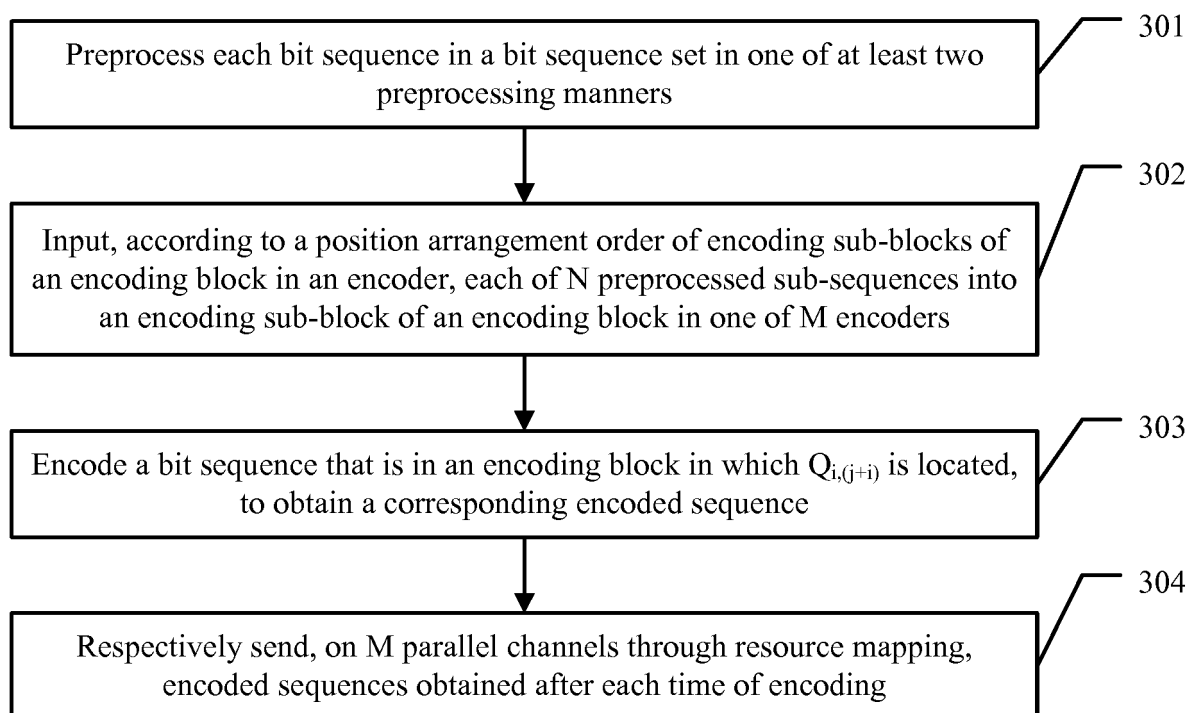 301
Preprocess each bit sequence in a bit sequence set in one of at least two
preprocessing manners
302
Input, according to a position arrangement order of encoding sub-blocks of
an encoding block in an encoder, each of N preprocessed sub-sequences into
an encoding sub-block of an encoding block in one of M encoders
303
Encode a bit sequence that is in an encoding block in which Qi,(j+i) is located,
to obtain a corresponding encoded sequence
304
Respectively send, on M parallel channels through resource mapping,
encoded sequences obtained after each time of encoding